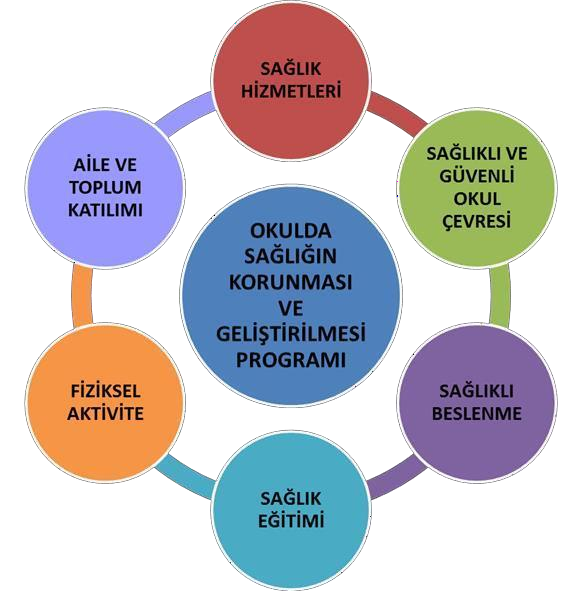 SAĞLIK
HİZMETLERİ
SAĞLIKLI VE
GÜVENLİ
OKUL
ÇEVRESİ
SAĞLIKLI
BESLENME
SAĞLIK
EĞİTİMİ
FİZİKSEL
AKTİVİTE
AİLE VE
TOPLUM
KATILIMI
OKULDA
SAĞLIĞIN
KORUNMASI
VE
GELİŞTİRİLMESİ
PROGRAMI